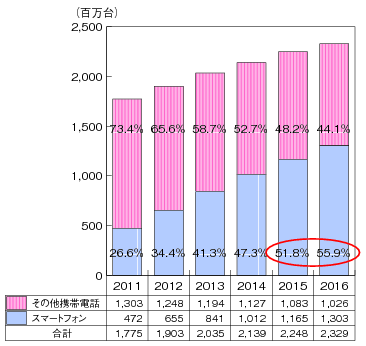 (百万台)
2,500
2,000
1,500
1,000
500
0
73.4% 65.6% 58.7% 52.7% 48.2% 44.1%
26.6% 34.4% 41.3% 47.3% 51.8% 55.9%
2011 2012 2013 2014 2015 2016
その他携帯電話 1,303 1,248 1,194 1,127 1,083 1,026
スマートフォン 472 655 841 1,012 1,165 1,303
合計 1,775 1,903 2,035 2,139 2,248 2,329